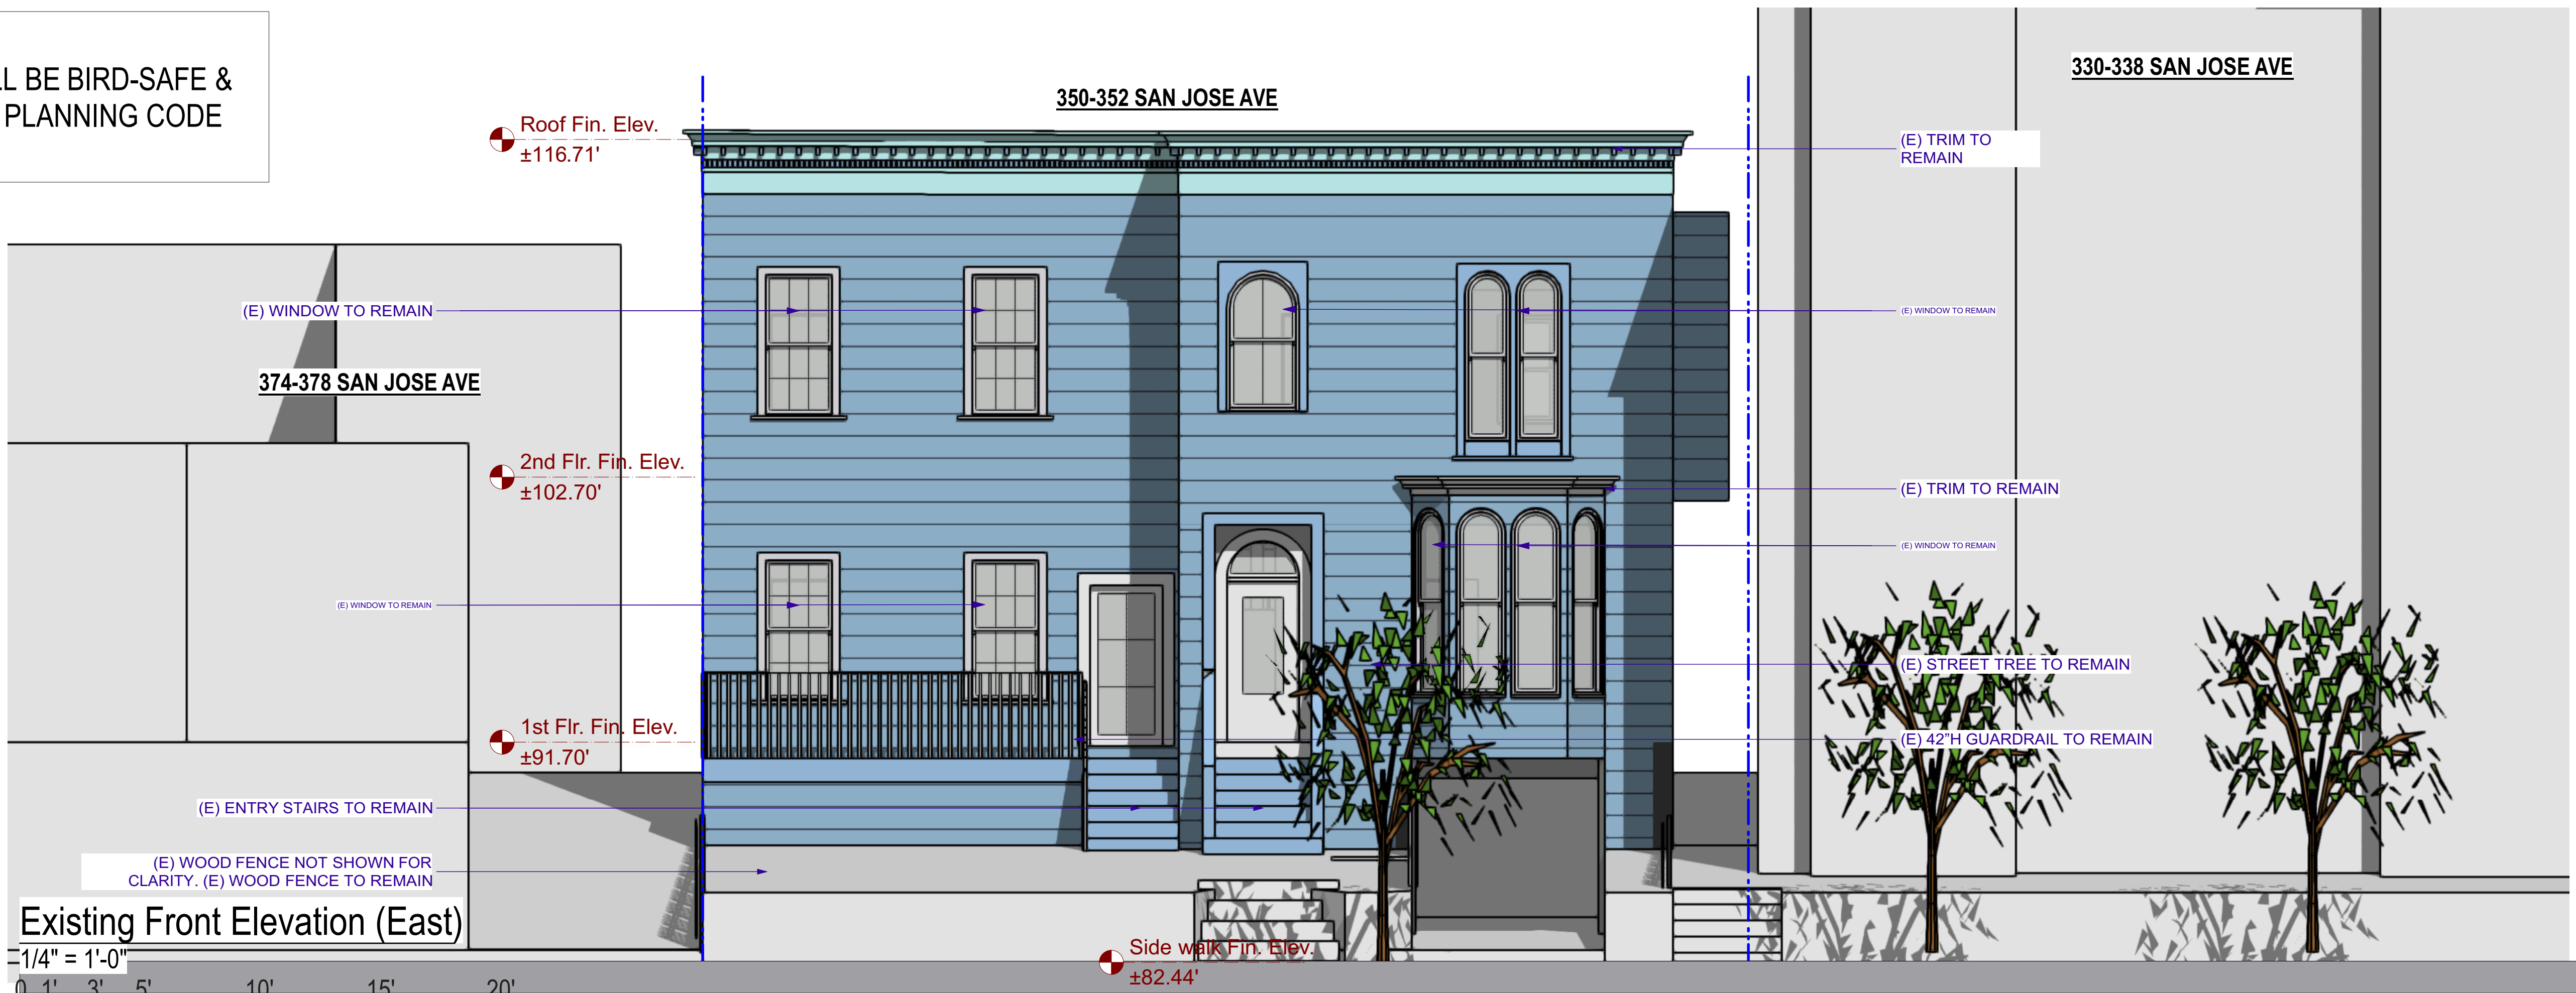 LL BE BIRD-SAFE &
PLANNING CODE
350-352 SAN JOSE AVE
330-338 SAN JOSE AVE
Roof Fin. Elev.
±116.71'
(E) TRIM TO
REMAIN
(E) WINDOW TO REMAIN
(E) WINDOW TO REMAIN
374-378 SAN JOSE AVE
2nd Flr. Fin. Elev.
±102.70'
(E) TRIM TO REMAIN
(E) WINDOW TO REMAIN
(E) WINDOW TO REMAIN
(E) STREET TREE TO REMAIN
1st Flr. Fin. Elev.
±91.70'
(E) 42"H GUARDRAIL TO REMAIN
(E) ENTRY STAIRS TO REMAIN
(E) WOOD FENCE NOT SHOWN FOR
CLARITY. (E) WOOD FENCE TO REMAIN
Existing Front Elevation (East)
1/4" = 1'-0"
Side walk Fin. Elev.
±82.44'
0 1' 3' 5' 10' 15' 20'